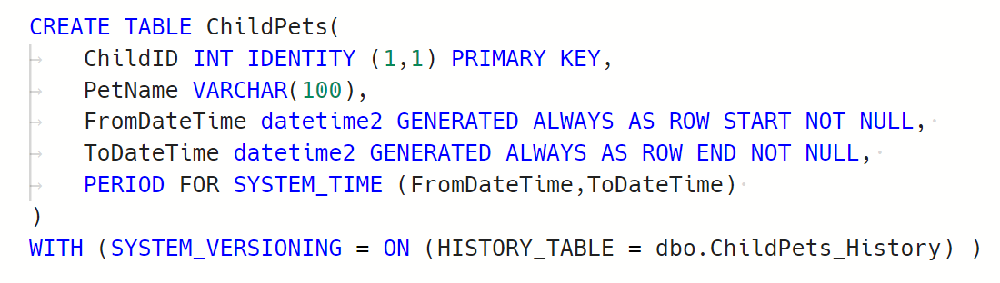 CREATE TABLE ChildPets(
ChildID INT IDENTITY (1,1) PRIMARY KEY,
PetName VARCHAR(100),
FromDateTime datetime2 GENERATED ALWAYS AS ROW START NOT NULL,
ToDateTime datetime2 GENERATED ALWAYS AS ROW END NOT NULL,
PERIOD FOR SYSTEM_TIME (FromDateTime,ToDateTime)
)
WITH (SYSTEM_VERSIONING = ON (HISTORY_TABLE = dbo.ChildPets_History) )